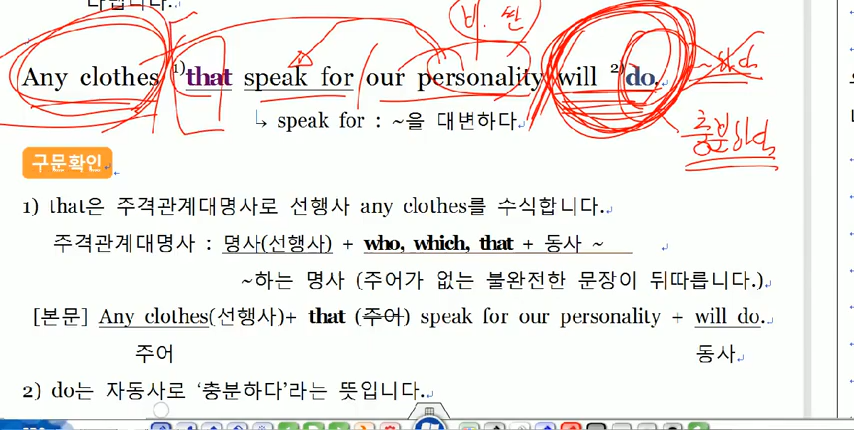 비. 싼
Any clothes ¹⁾that speak for our personality will ²⁾do. ~하다
↳ speak for : ~을 대변하다
충분하다
구문확인
1) that은 주격관계대명사로 선행사 any clothes를 수식합니다.
주격관계대명사 : 명사(선행사) + who, which, that + 동사 ~
~하는 명사 (주어가 없는 불완전한 문장이 뒤따릅니다.)
[본문] Any clothes(선행사)+ that (주어) speak for our personality + will do.
주어 동사
2) do는 자동사로 ‘충분하다’라는 뜻입니다.